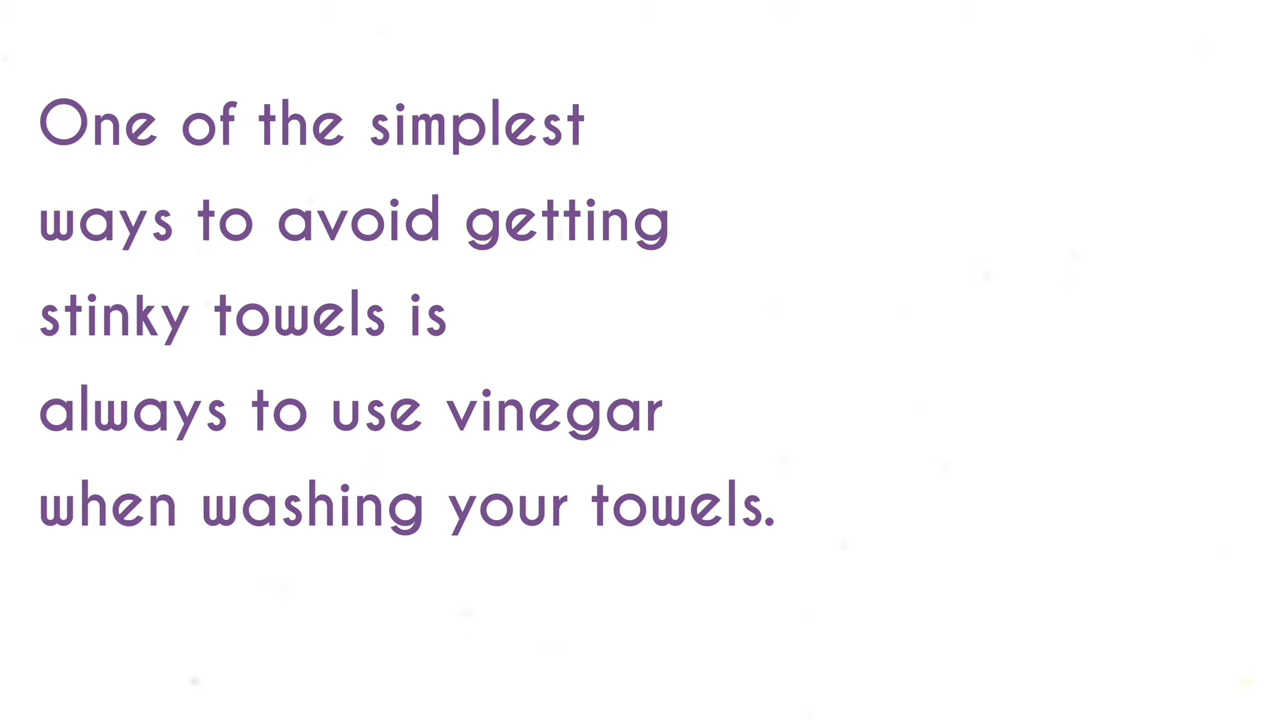 One of the simplest
ways to avoid getting
stinky towels is
always to use vinegar
when washing your towels.